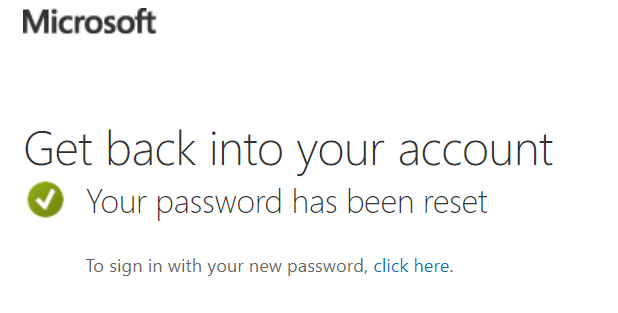 Microsoft
Get back into your account
Your password has been reset
To sign in with your new password, click here.